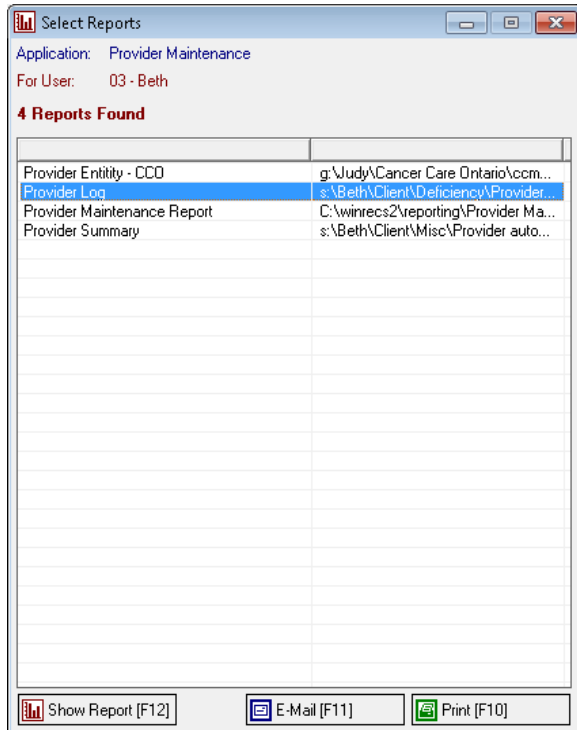 Select Reports
Application: Provider Maintenance
For User: 03 - Beth
4 Reports Found
Provider Entitity - CCO g:\Judy\Cancer Care Ontario\ccm...
Provider Log s:\Beth\Client\Deficiency\Provider...
Provider Maintenance Report C:\winrecs2\reporting\Provider Ma...
Provider Summary s:\Beth\Client\Misc\Provider auto...
Show Report [F12] E-Mail [F11] Print [F10]